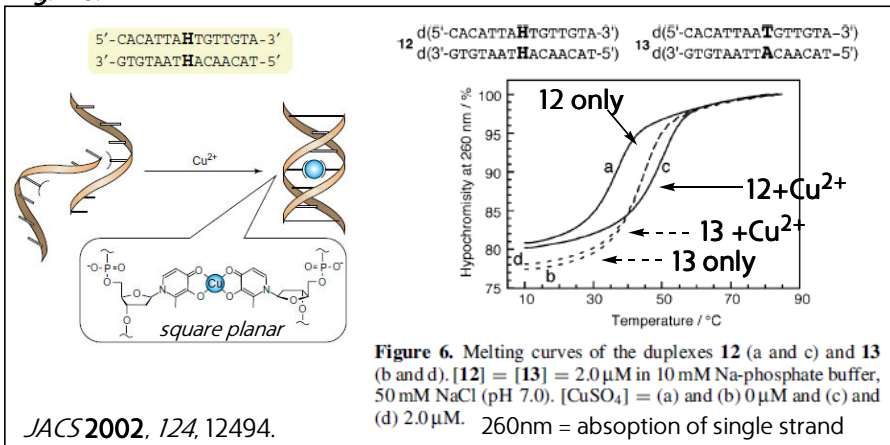 5′-CACATTAHTGTTGTA-3′
3′-GTGTAATHACAACAT-5′
Cu²⁺
⁻O-P=O
O
O
N
O
O
Cu
O
O
N
O
O=P-O⁻
O
O
square planar
JACS 2002, 124, 12494.
12 d(5'-CACATTAHTGTTGTA-3')
d(3'-GTGTAATHACAACAT-5')
13 d(5'-CACATTAATGTTGTA-3')
d(3'-GTGTAATTACAACAT-5')
Hypochromisity at 260 nm / %
100
95
90
85
80
75
10 30 50 70 90
Temperature / °C
a
c
d
b
12 only
12+Cu²⁺
13 +Cu²⁺
13 only
Figure 6. Melting curves of the duplexes 12 (a and c) and 13
(b and d). [12] = [13] = 2.0 μM in 10 mM Na-phosphate buffer,
50 mM NaCl (pH 7.0). [CuSO₄] = (a) and (b) 0 μM and (c) and
(d) 2.0 μM. 260nm = absoption of single strand